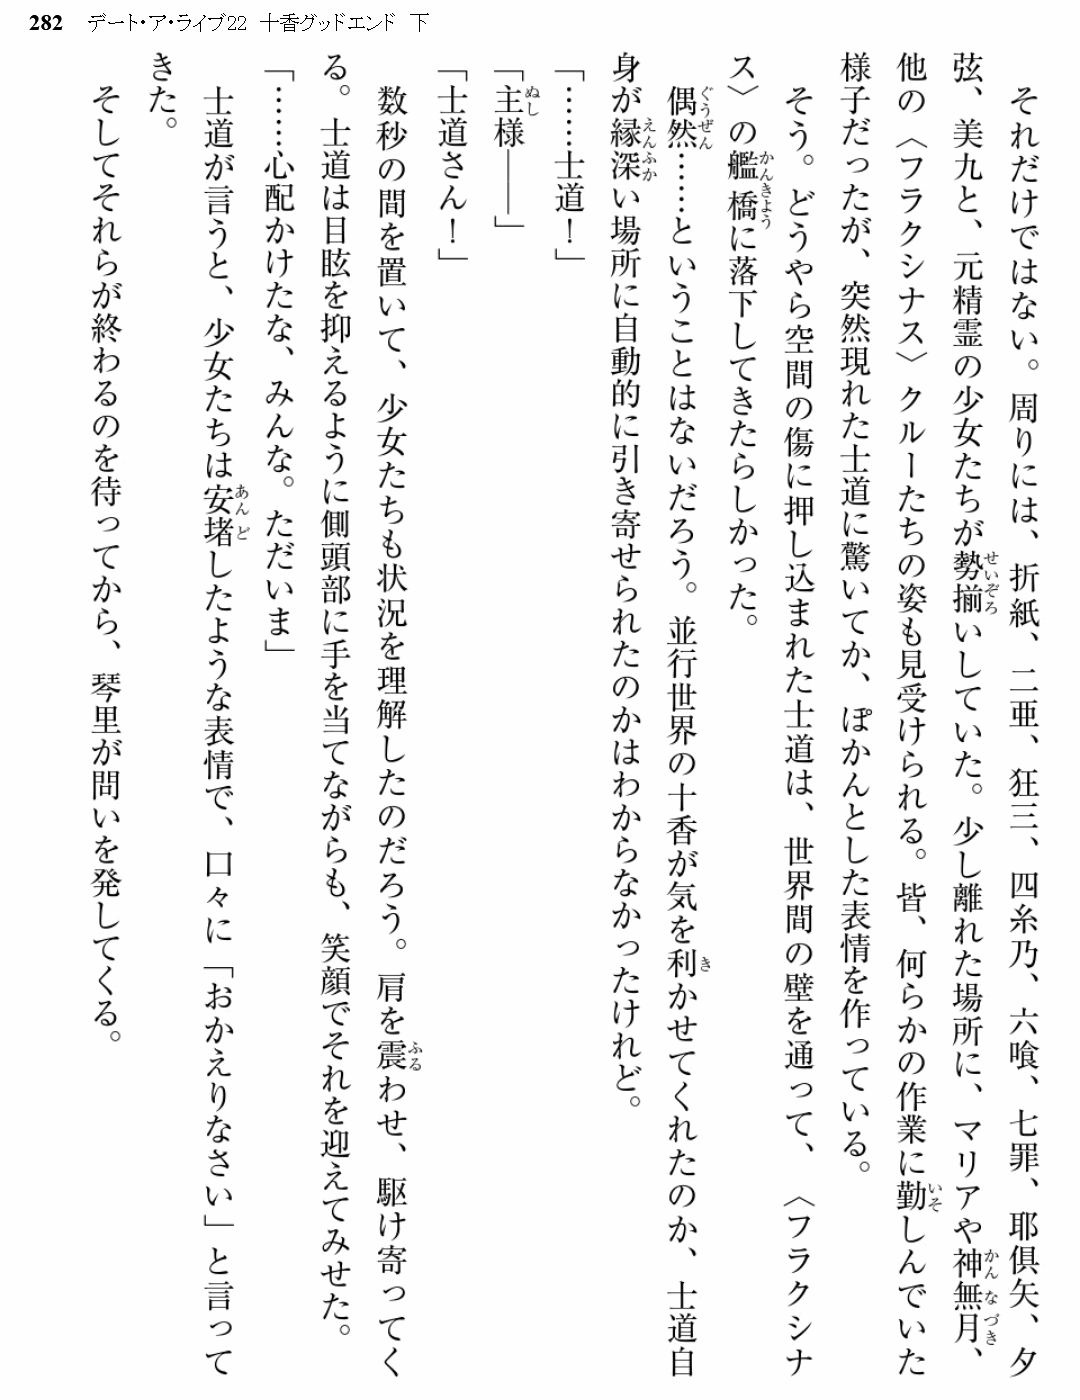 282 デート・ア・ライブ22 十香グッドエンド 下
それだけではない。周りには、折紙、二亜、狂三、四糸乃、六喰、七罪、耶倶矢、夕
弦、美九と、元精霊の少女たちが勢揃いしていた。少し離れた場所に、マリアや神無月、
他の〈フラクシナス〉クルーたちの姿も見受けられる。皆、何らかの作業に勤しんでいた
様子だったが、突然現れた士道に驚いてか、ぽかんとした表情を作っている。
そう。どうやら空間の傷に押し込まれた士道は、世界間の壁を通って、〈フラクシナ
ス〉の艦橋に落下してきたらしかった。
偶然……ということはないだろう。並行世界の十香が気を利かせてくれたのか、士道自
身が縁深い場所に自動的に引き寄せられたのかはわからなかったけれど。
「……士道！」
「主様――」
「士道さん！」
数秒の間を置いて、少女たちも状況を理解したのだろう。肩を震わせ、駆け寄ってく
る。士道は目眩を抑えるように側頭部に手を当てながらも、笑顔でそれを迎えてみせた。
「……心配かけたな、みんな。ただいま」
士道が言うと、少女たちは安堵したような表情で、口々に「おかえりなさい」と言って
きた。
そしてそれらが終わるのを待ってから、琴里が問いを発してくる。